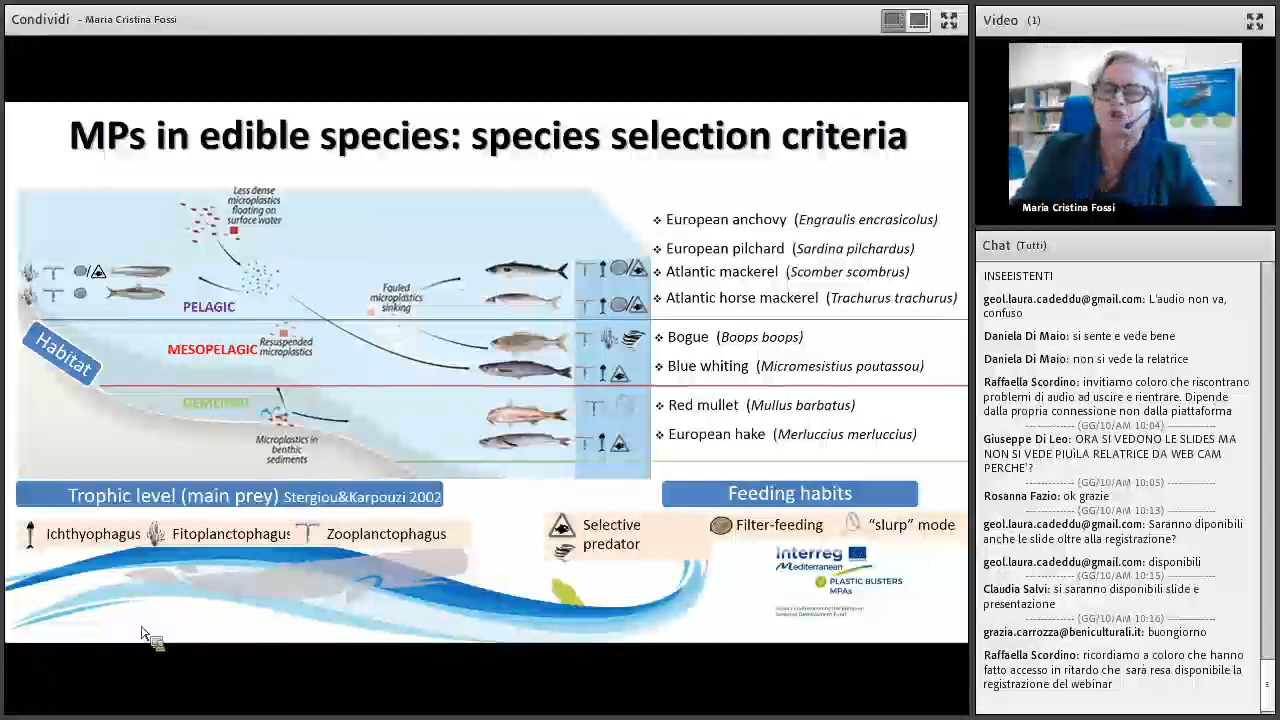 Condividi - Maria Cristina Fossi
MPs in edible species: species selection criteria
Less dense
microplastics
floating on
surface water
PELAGIC
Fouled
microplastics
sinking
Habitat
MESOPELAGIC
Resuspended
microplastics
Microplastics in
benthic
sediments
❖ European anchovy (Engraulis encrasicolus)
❖ European pilchard (Sardina pilchardus)
❖ Atlantic mackerel (Scomber scombrus)
❖ Atlantic horse mackerel (Trachurus trachurus)
❖ Bogue (Boops boops)
❖ Blue whiting (Micromesistius poutassou)
❖ Red mullet (Mullus barbatus)
❖ European hake (Merluccius merluccius)
Trophic level (main prey) Stergiou&Karpouzi 2002
Ichthyophagus Fitoplanctophagus Zooplanctophagus
Feeding habits
Selective
predator
Filter-feeding
“slurp” mode
Interreg
Mediterranean
PLASTIC BUSTERS
MPAs
Video (1)
Maria Cristina Fossi
Chat (Tutti)
INSEEISTENTI
geol.laura.cadeddu@gmail.com: L'audio non va,
confuso
Daniela Di Maio: si sente e vede bene
Daniela Di Maio: non si vede la relatrice
Raffaella Scordino: invitiamo coloro che riscontrano
problemi di audio ad uscire e rientrare. Dipende
dalla propria connessione non dalla piattaforma
(GG/10/AM 10:04)
Giuseppe Di Leo: ORA SI VEDONO LE SLIDES MA
NON SI VEDE PIUìLA RELATRICE DA WEB CAM
PERCHE'?
(GG/10/AM 10:05)
Rosanna Fazio: ok grazie
(GG/10/AM 10:13)
geol.laura.cadeddu@gmail.com: Saranno diponibili
anche le slide oltre alla registrazione?
geol.laura.cadeddu@gmail.com: disponibili
(GG/10/AM 10:15)
Claudia Salvi: si saranno disponibili slide e
presentazione
(GG/10/AM 10:16)
grazia.carrozza@beniculturali.it: buongiorno
Raffaella Scordino: ricordiamo a coloro che hanno
fatto accesso in ritardo che sarà resa disponibile la
registrazione del webinar